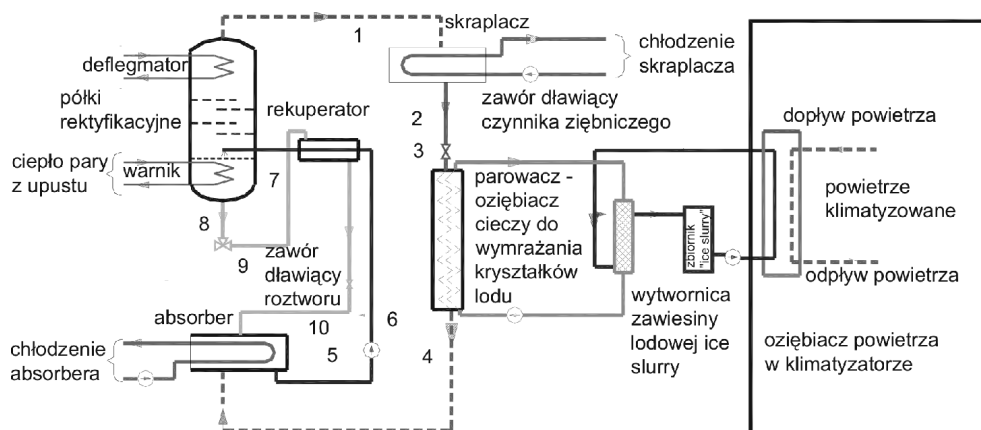 1
skraplacz
deflegmator
chłodzenie
skraplacza
półki
rektyfikacyjne
rekuperator
2
zawór dławiący
czynnika ziębniczego
dopływ powietrza
3
ciepło pary
z upustu
warnik
7
parowacz -
oziębiacz
cieczy do
wymrażania
kryształków
lodu
powietrze
klimatyzowane
zbiornik
"ice slurry"
8
9
zawór
dławiący
roztworu
odpływ powietrza
wytwornica
zawiesiny
lodowej ice
slurry
absorber
10
6
5
4
chłodzenie
absorbera
oziębiacz powietrza
w klimatyzatorze